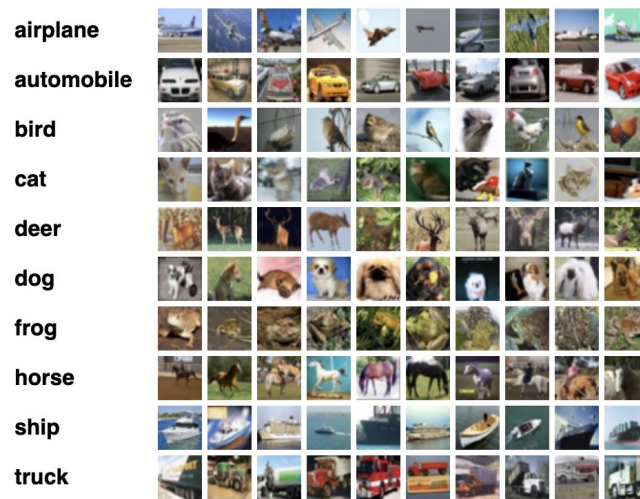 airplane
automobile
bird
cat
deer
dog
frog
horse
ship
truck